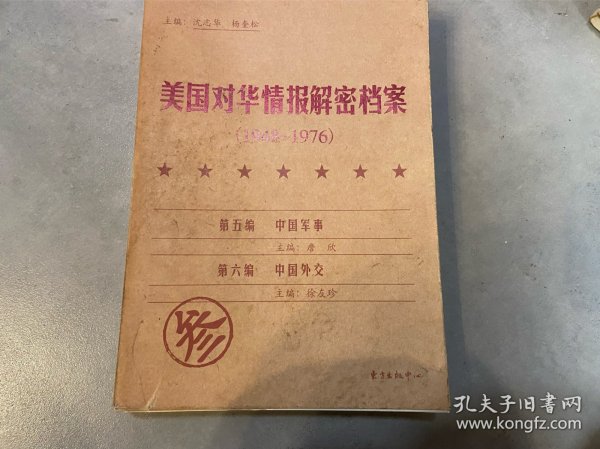 主编：沈志华 杨奎松
美国对华情报解密档案
(1948-1976)
第五编 中国军事
主编：詹 欣
第六编 中国外交
主编：徐友珍
珍
东方出版中心
孔夫子旧书网
www.kongfz.com